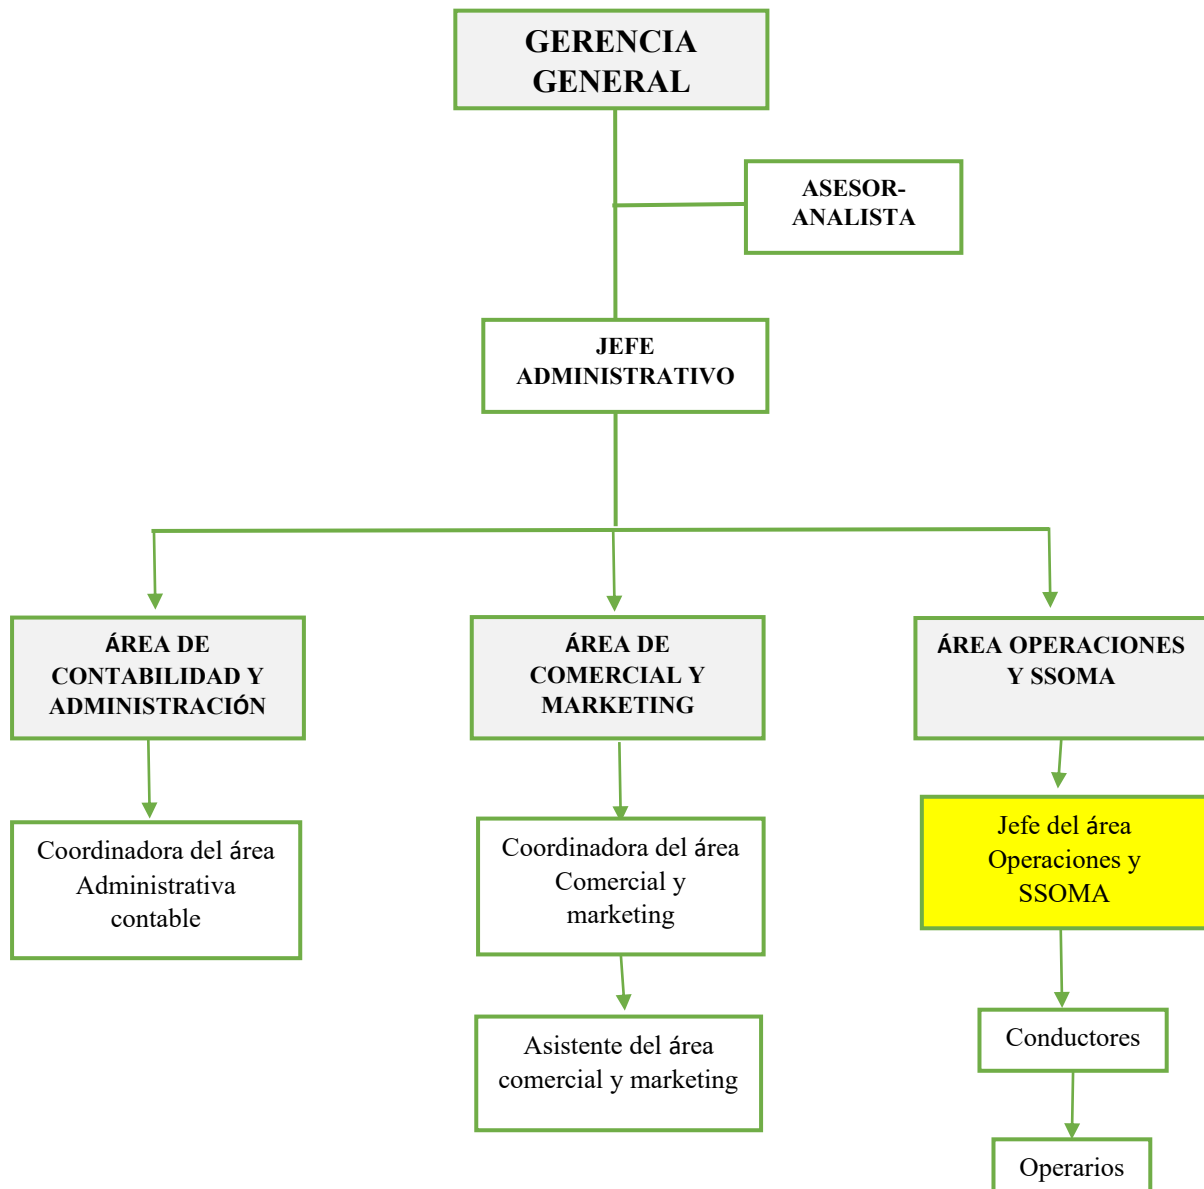 GERENCIA
GENERAL
ASESOR-
ANALISTA
JEFE
ADMINISTRATIVO
ÁREA DE
CONTABILIDAD Y
ADMINISTRACIÓN
ÁREA DE
COMERCIAL Y
MARKETING
ÁREA OPERACIONES
Y SSOMA
Coordinadora del área
Administrativa
contable
Coordinadora del área
Comercial y
marketing
Jefe del área
Operaciones y
SSOMA
Asistente del área
comercial y marketing
Conductores
Operarios